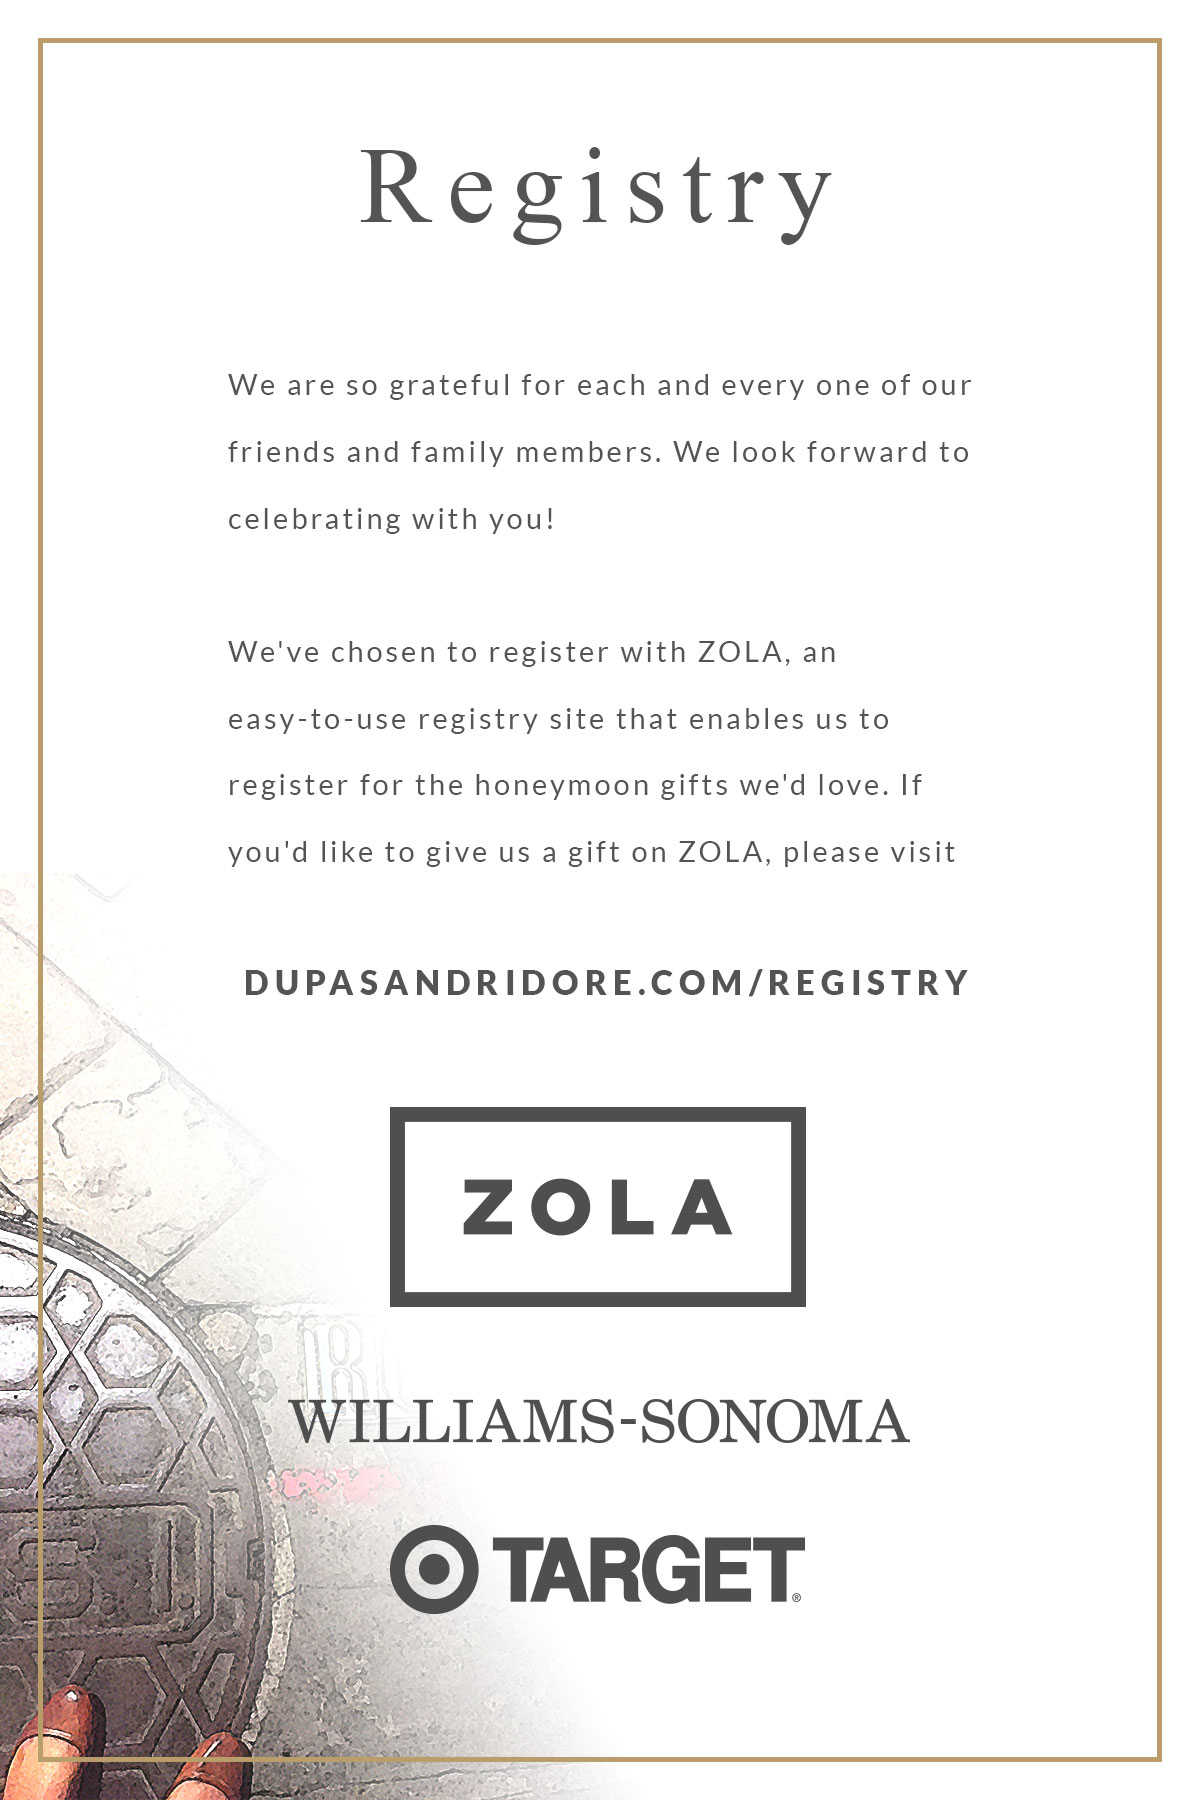 Registry
We are so grateful for each and every one of our
friends and family members. We look forward to
celebrating with you!
We've chosen to register with ZOLA, an
easy-to-use registry site that enables us to
register for the honeymoon gifts we'd love. If
you'd like to give us a gift on ZOLA, please visit
DUPASANDRIDORE.COM/REGISTRY
ZOLA
WILLIAMS-SONOMA
TARGET®